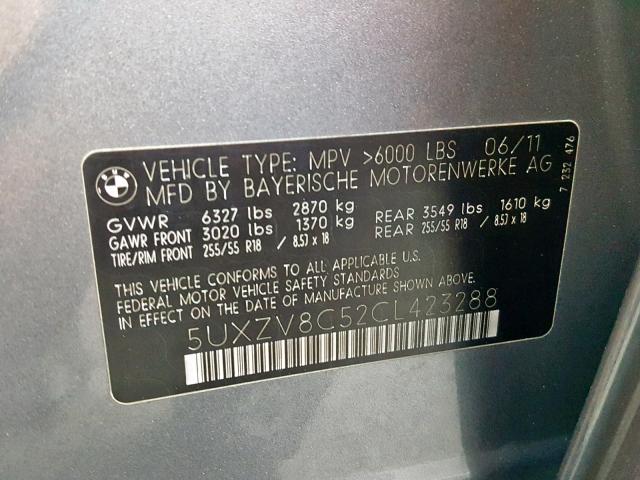 BMW
VEHICLE TYPE: MPV >6000 LBS 06/11
MFD BY BAYERISCHE MOTORENWERKE AG
7 232 476
GVWR 6327 lbs 2870 kg
GAWR FRONT 3020 lbs 1370 kg REAR 3549 lbs 1610 kg
TIRE/RIM FRONT 255/55 R18 / 8.5J x 18 REAR 255/55 R18 / 8.5J x 18
THIS VEHICLE CONFORMS TO ALL APPLICABLE U.S.
FEDERAL MOTOR VEHICLE SAFETY STANDARDS
IN EFFECT ON THE DATE OF MANUFACTURE SHOWN ABOVE.
5UXZV8C52CL423288